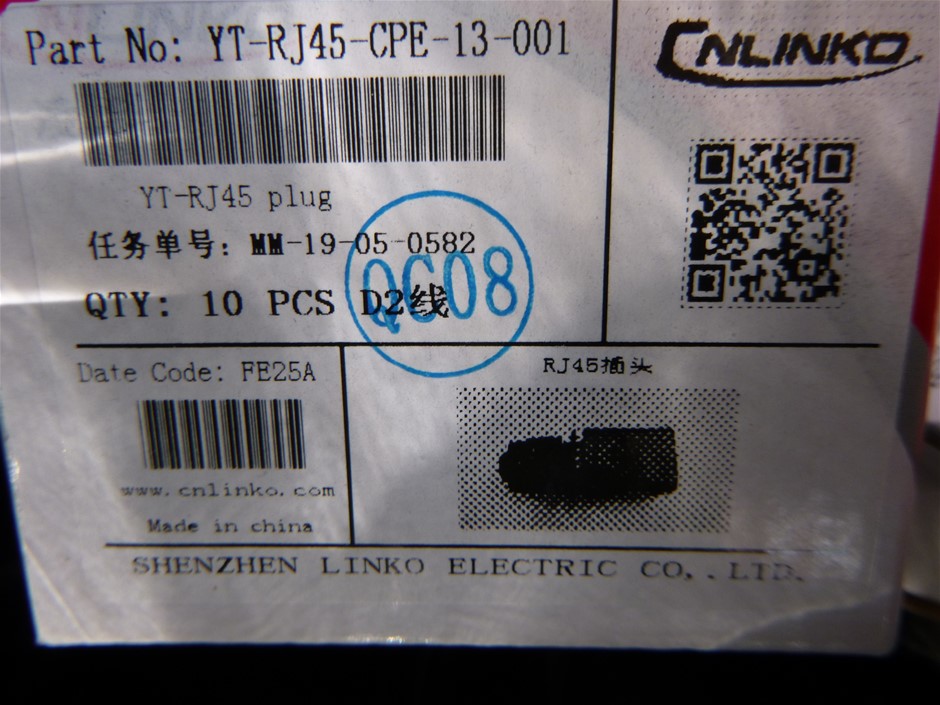 Part No: YT-RJ45-CPE-13-001
CNLINKO
YT-RJ45 plug
任务单号: MM-19-05-0582
QTY: 10 PCS D2线
QC08
Date Code: FE25A
www.cnlinko.com
Made in china
RJ45插头
SHENZHEN LINKO ELECTRIC CO,.LTD.